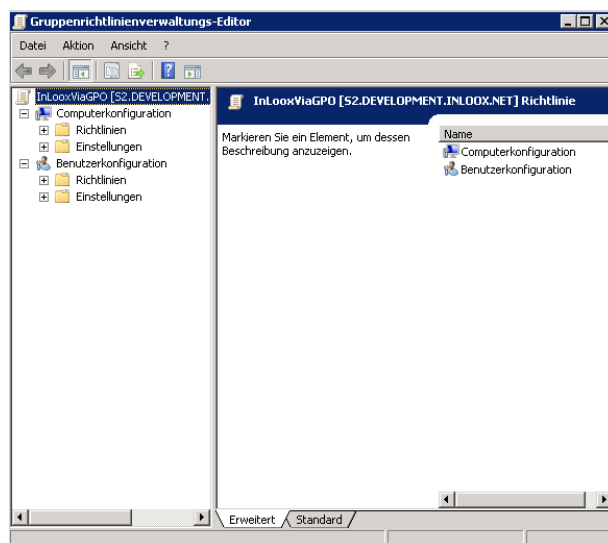 Gruppenrichtlinienverwaltungs-Editor
Datei Aktion Ansicht ?
InLooxViaGPO [S2.DEVELOPMENT.
Computerkonfiguration
Richtlinien
Einstellungen
Benutzerkonfiguration
Richtlinien
Einstellungen
InLooxViaGPO [S2.DEVELOPMENT.INLOOX.NET] Richtlinie
Markieren Sie ein Element, um dessen
Beschreibung anzuzeigen.
Name
Computerkonfiguration
Benutzerkonfiguration
Erweitert Standard